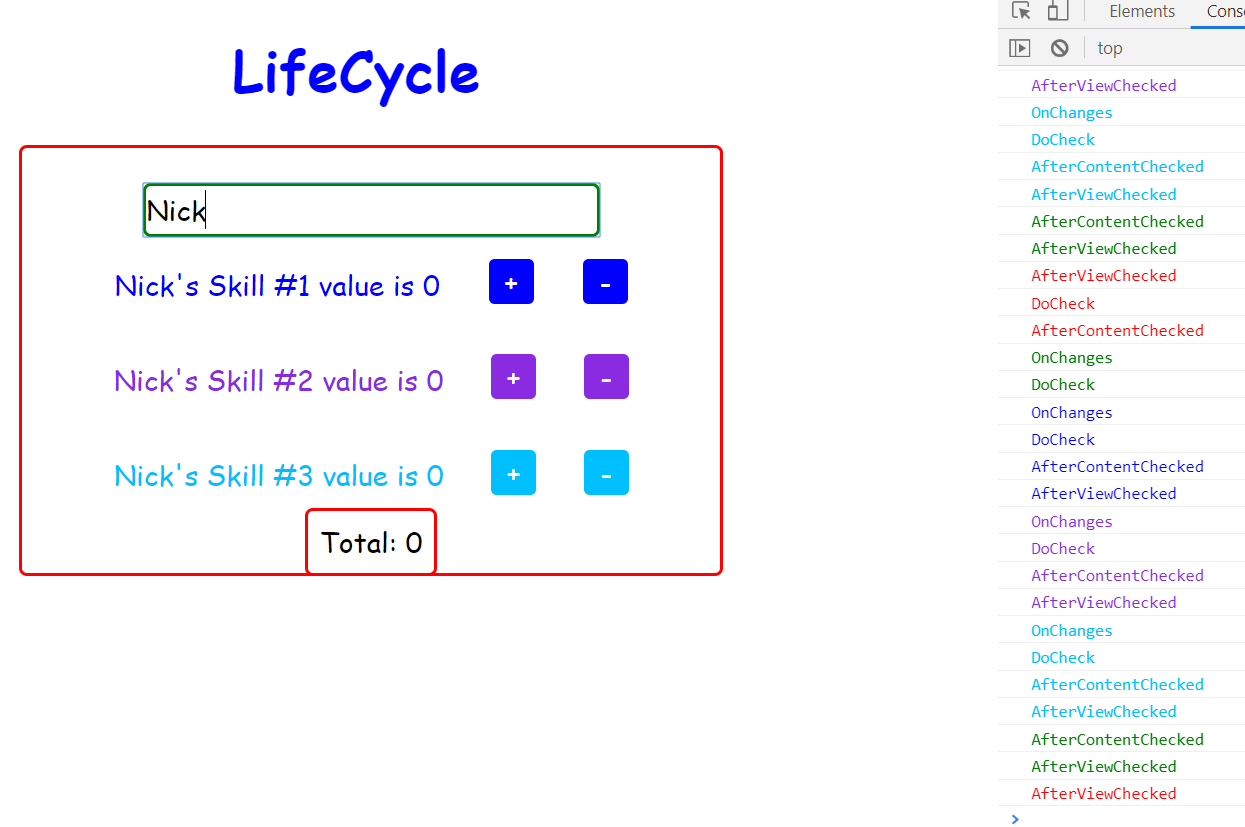 LifeCycle
Nick
Nick's Skill #1 value is 0 + -
Nick's Skill #2 value is 0 + -
Nick's Skill #3 value is 0 + -
Total: 0
Elements Conso
top
AfterViewChecked
OnChanges
DoCheck
AfterContentChecked
AfterViewChecked
AfterContentChecked
AfterViewChecked
AfterViewChecked
DoCheck
AfterContentChecked
OnChanges
DoCheck
OnChanges
DoCheck
AfterContentChecked
AfterViewChecked
OnChanges
DoCheck
AfterContentChecked
AfterViewChecked
OnChanges
DoCheck
AfterContentChecked
AfterViewChecked
AfterContentChecked
AfterViewChecked
AfterViewChecked
>